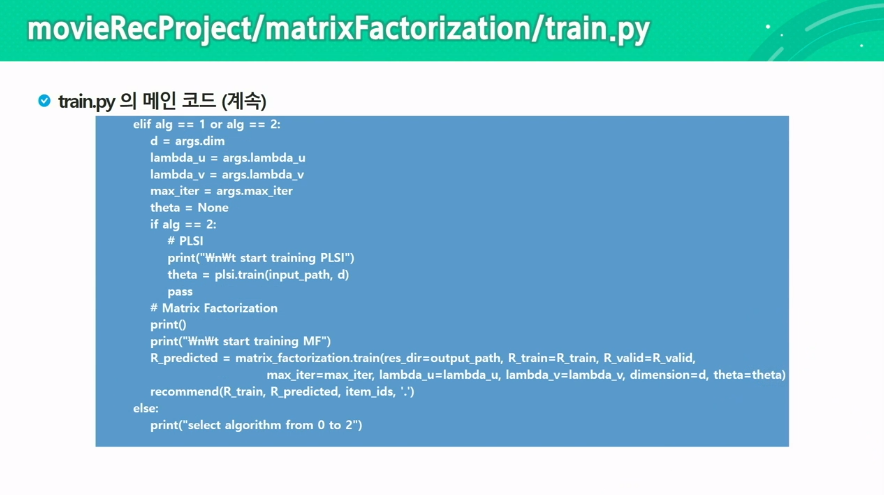 movieRecProject/matrixFactorization/train.py
train.py 의 메인 코드 (계속)
elif alg == 1 or alg == 2:
d = args.dim
lambda_u = args.lambda_u
lambda_v = args.lambda_v
max_iter = args.max_iter
theta = None
if alg == 2:
# PLSI
print("₩n₩t start training PLSI")
theta = plsi.train(input_path, d)
pass
# Matrix Factorization
print()
print("₩n₩t start training MF")
R_predicted = matrix_factorization.train(res_dir=output_path, R_train=R_train, R_valid=R_valid,
max_iter=max_iter, lambda_u=lambda_u, lambda_v=lambda_v, dimension=d, theta=theta)
recommend(R_train, R_predicted, item_ids, '.')
else:
print("select algorithm from 0 to 2")